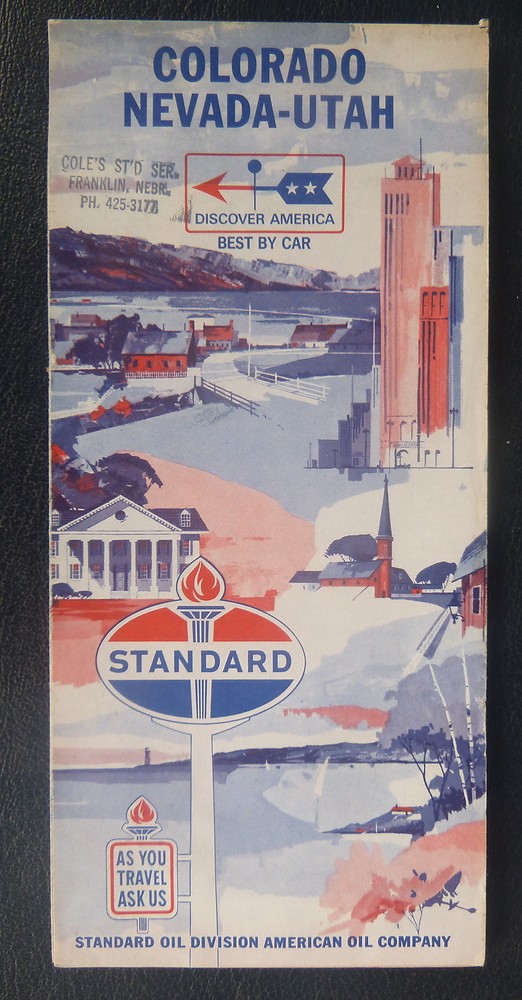 COLORADO
NEVADA-UTAH
COLE'S ST'D SER.
FRANKLIN, NEBR.
PH. 425-3177
DISCOVER AMERICA
BEST BY CAR
STANDARD
AS YOU
TRAVEL
ASK US
STANDARD OIL DIVISION AMERICAN OIL COMPANY